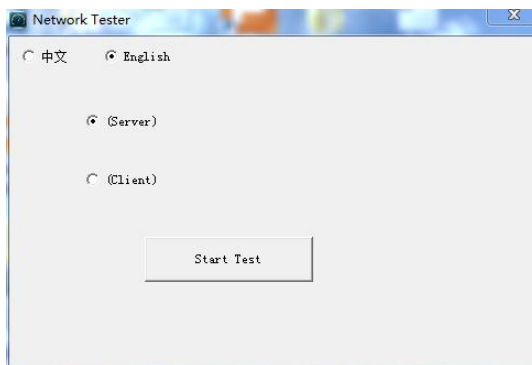 Network Tester
中文 English
(Server)
(Client)
Start Test